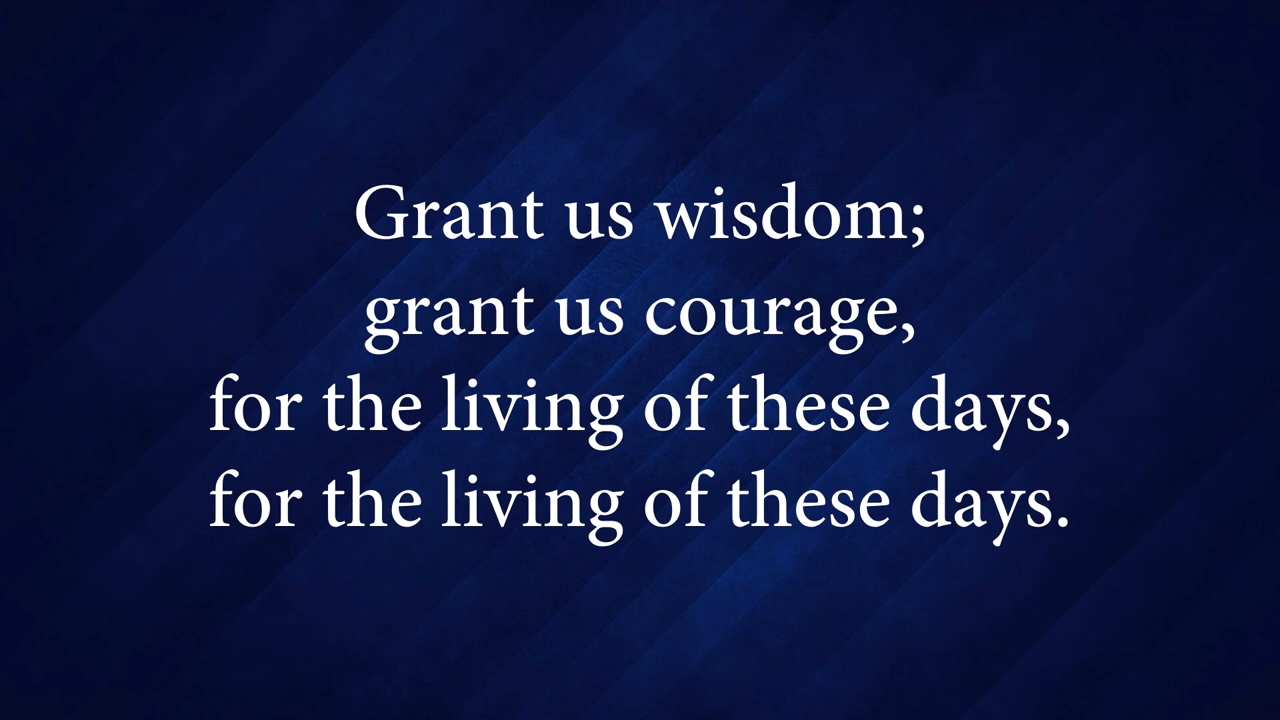 Grant us wisdom;
grant us courage,
for the living of these days,
for the living of these days.